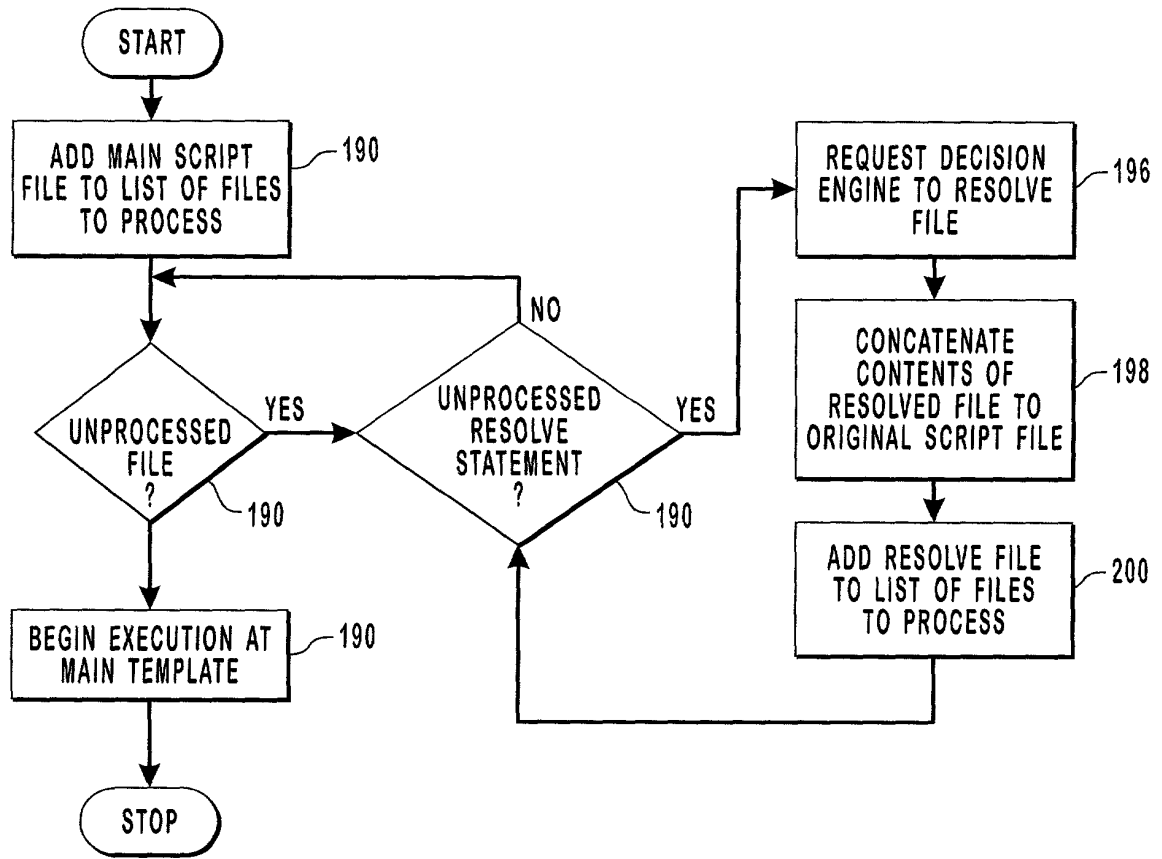 START
ADD MAIN SCRIPT
FILE TO LIST OF FILES
TO PROCESS
190
UNPROCESSED
FILE
?
YES
190
BEGIN EXECUTION AT
MAIN TEMPLATE
190
STOP
NO
UNPROCESSED
RESOLVE
STATEMENT
?
YES
190
REQUEST DECISION
ENGINE TO RESOLVE
FILE
196
CONCATENATE
CONTENTS OF
RESOLVED FILE TO
ORIGINAL SCRIPT FILE
198
ADD RESOLVE FILE
TO LIST OF FILES
TO PROCESS
200